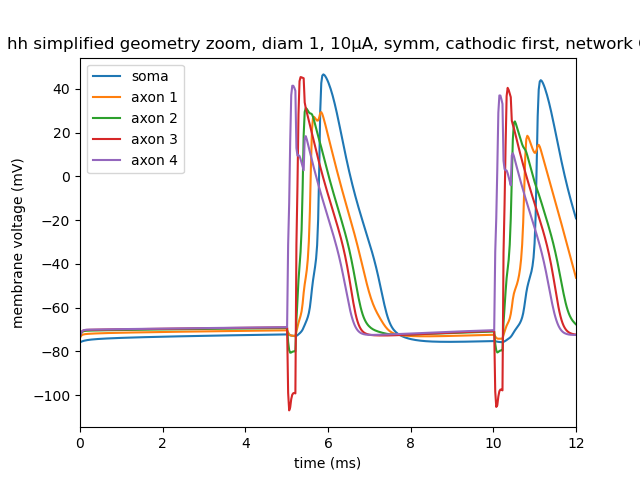 hh simplified geometry zoom, diam 1, 10μA, symm, cathodic first, network
soma
axon 1
axon 2
axon 3
axon 4
membrane voltage (mV)
40
20
0
−20
−40
−60
−80
−100
0
2
4
6
8
10
12
time (ms)